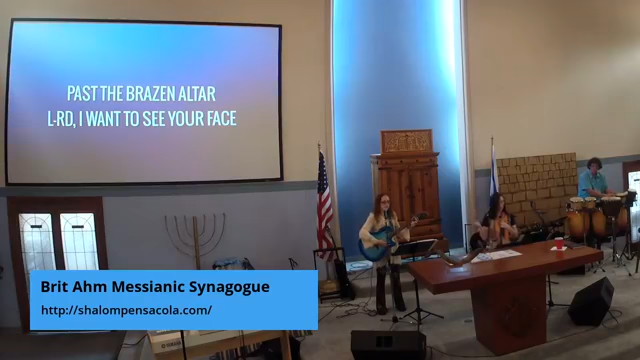 PAST THE BRAZEN ALTAR
L-RD, I WANT TO SEE YOUR FACE
Brit Ahm Messianic Synagogue
http://shalompensacola.com/